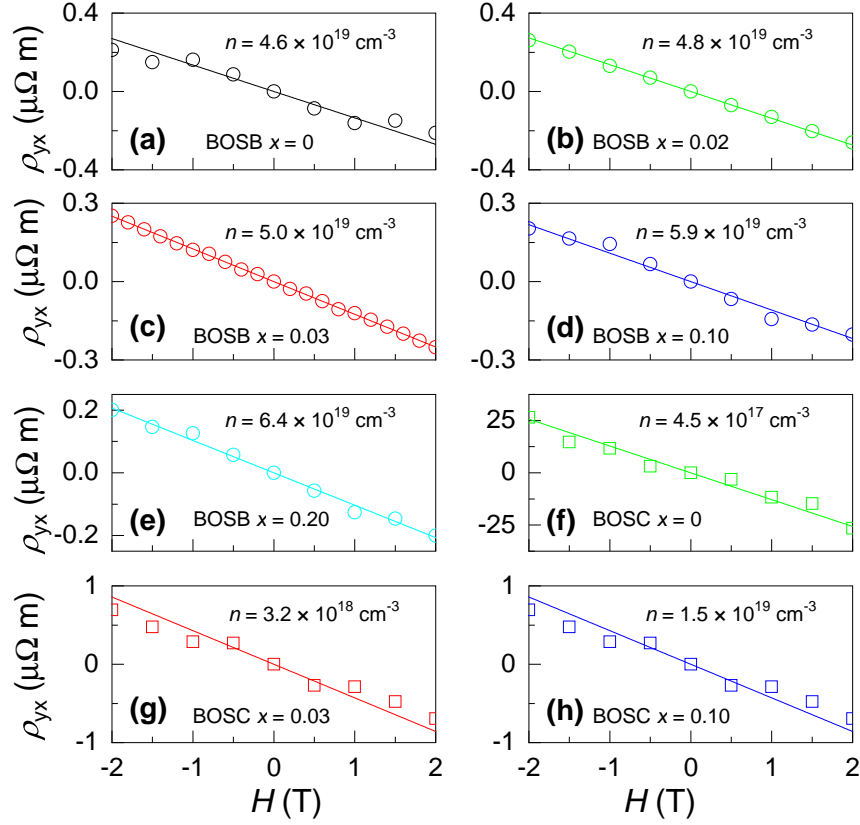 0.4
0.0
-0.4
ρyx (μΩ m)
n = 4.6 × 10^19 cm^-3
(a) BOSB x = 0
0.4
0.0
-0.4
n = 4.8 × 10^19 cm^-3
(b) BOSB x = 0.02
0.3
0.0
-0.3
ρyx (μΩ m)
n = 5.0 × 10^19 cm^-3
(c) BOSB x = 0.03
0.3
0.0
-0.3
n = 5.9 × 10^19 cm^-3
(d) BOSB x = 0.10
0.2
0.0
-0.2
ρyx (μΩ m)
n = 6.4 × 10^19 cm^-3
(e) BOSB x = 0.20
25
0
-25
n = 4.5 × 10^17 cm^-3
(f) BOSC x = 0
1
0
-1
ρyx (μΩ m)
n = 3.2 × 10^18 cm^-3
(g) BOSC x = 0.03
-2 -1 0 1 2
H (T)
1
0
-1
n = 1.5 × 10^19 cm^-3
(h) BOSC x = 0.10
-2 -1 0 1 2
H (T)